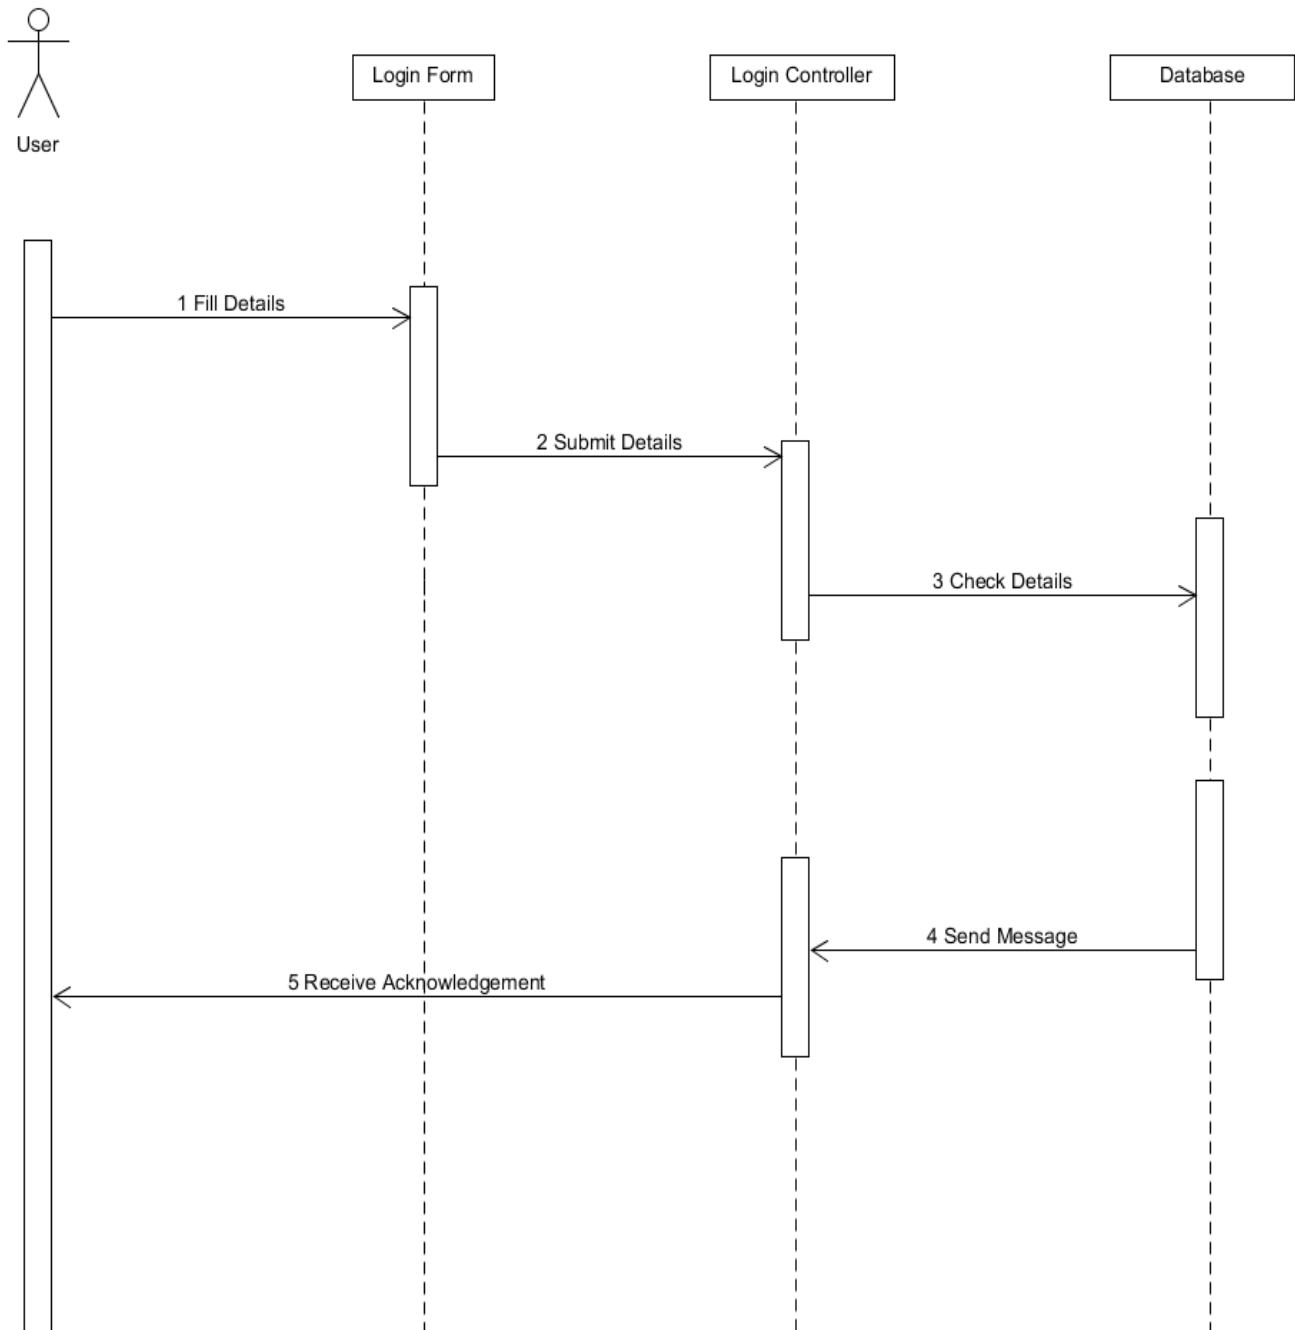 Login Form
Login Controller
Database
User
1 Fill Details
2 Submit Details
3 Check Details
4 Send Message
5 Receive Acknowledgement